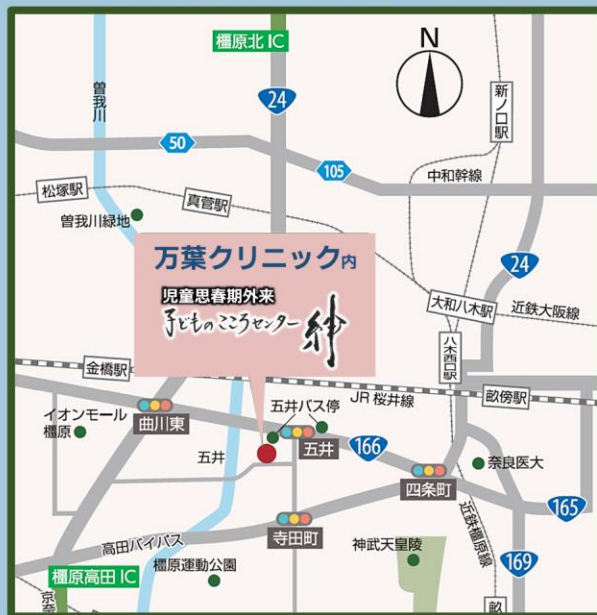 橿原北IC
N
24
曽我川
新ノ口駅
50
105
中和幹線
松塚駅
真菅駅
曽我川緑地
万葉クリニック内
児童思春期外来
子どものこころセンター 絆
24
大和八木駅
近鉄大阪線
八木西口駅
金橋駅
JR 桜井線
畝傍駅
イオンモール
橿原
曲川東
五井バス停
五井
五井
166
奈良医大
四条町
165
高田バイパス
寺田町
近鉄橿原線
橿原高田IC
橿原運動公園
神武天皇陵
169
京奈
畝